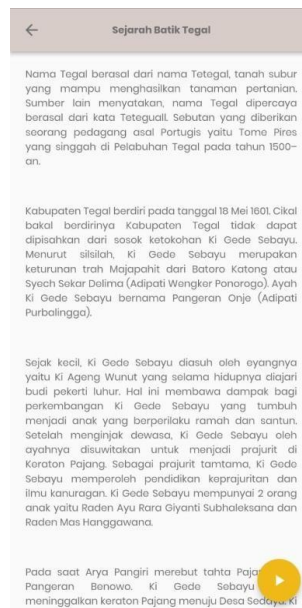 Sejarah Batik Tegal
Nama Tegal berasal dari nama Tetegal, tanah subur
yang mampu menghasilkan tanaman pertanian.
Sumber lain menyatakan, nama Tegal dipercaya
berasal dari kata Teteguall. Sebutan yang diberikan
seorang pedagang asal Portugis yaitu Tome Pires
yang singgah di Pelabuhan Tegal pada tahun 1500-
an.
Kabupaten Tegal berdiri pada tanggal 18 Mei 1601. Cikal
bakal berdirinya Kabupaten Tegal tidak dapat
dipisahkan dari sosok ketokohan Ki Gede Sebayu.
Menurut silsilah, Ki Gede Sebayu merupakan
keturunan trah Majapahit dari Batoro Katong atau
Syech Sekar Delima (Adipati Wengker Ponorogo). Ayah
Ki Gede Sebayu bernama Pangeran Onje (Adipati
Purbalingga).
Sejak kecil, Ki Gede Sebayu diasuh oleh eyangnya
yaitu Ki Ageng Wunut yang selama hidupnya diajari
budi pekerti luhur. Hal ini membawa dampak bagi
perkembangan Ki Gede Sebayu yang tumbuh
menjadi anak yang berperilaku ramah dan santun.
Setelah menginjak dewasa, Ki Gede Sebayu oleh
ayahnya disuwitakan untuk menjadi prajurit di
Keraton Pajang. Sebagai prajurit tamtama, Ki Gede
Sebayu memperoleh pendidikan keprajuritan dan
ilmu kanuragan. Ki Gede Sebayu mempunyai 2 orang
anak yaitu Raden Ayu Rara Giyanti Subhaleksana dan
Raden Mas Hanggawana.
Pada saat Arya Pangiri merebut tahta
Pangeran Benowo. Ki Gede Sebayu
meninggalkan keraton Pajang menuju Desa Ki